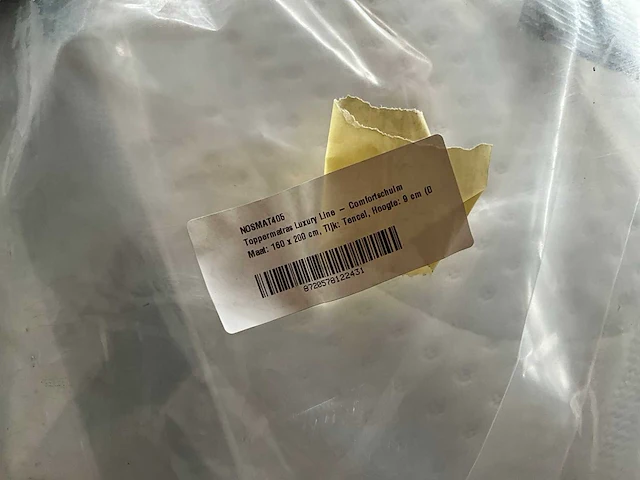 NOSMAT405
Toppermatras Luxury Line – Comfortschuim
Maat: 160 x 200 cm, Tijk: Tencel, Hoogte: 9 cm (D
8720578122431